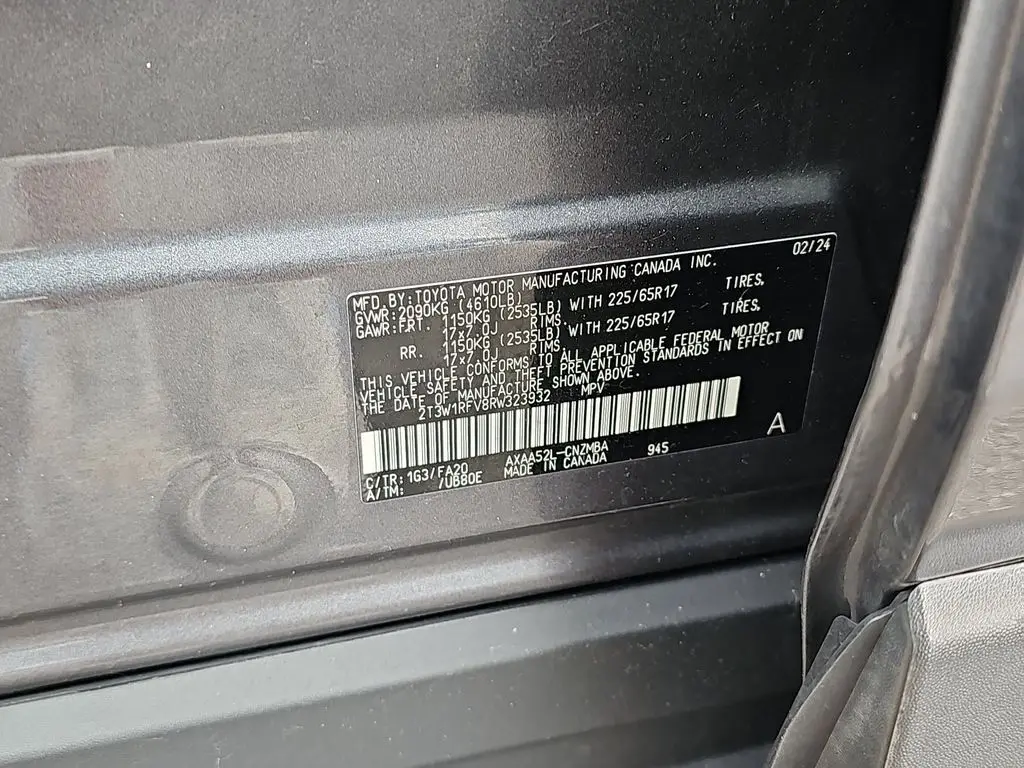 02/24
MFD.BY:TOYOTA MOTOR MANUFACTURING CANADA INC.
GVWR:2090KG (4610LB)
GAWR:FRT. 1150KG (2535LB) WITH 225/65R17 TIRES,
17x7.0J RIMS
RR. 1150KG (2535LB) WITH 225/65R17 TIRES,
17x7.0J RIMS
THIS VEHICLE CONFORMS TO ALL APPLICABLE FEDERAL MOTOR
VEHICLE SAFETY AND THEFT PREVENTION STANDARDS IN EFFECT ON
THE DATE OF MANUFACTURE SHOWN ABOVE.
2T3W1RFV8RW323932 MPV
A
C/TR: 1G3/FA20 AXAA52L-CNZMBA 945
A/TM: /UB80E MADE IN CANADA